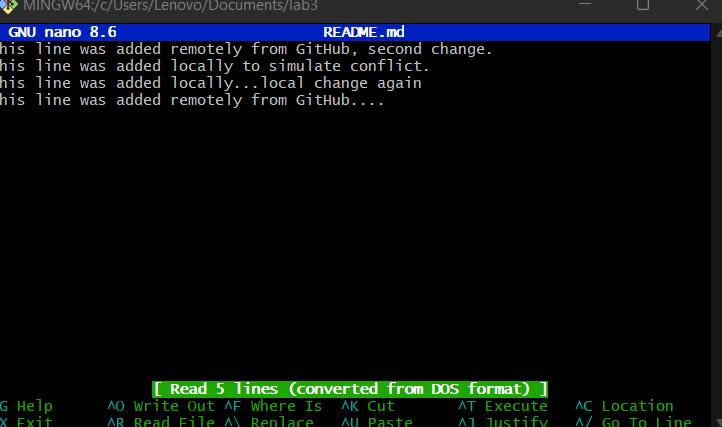 MINGW64:/c/Users/Lenovo/Documents/lab3
GNU nano 8.6 README.md
his line was added remotely from GitHub, second change.
his line was added locally to simulate conflict.
his line was added locally...local change again
his line was added remotely from GitHub....
[ Read 5 lines (converted from DOS format) ]
G Help ^O Write Out ^F Where Is ^K Cut ^T Execute ^C Location
X Exit ^R Read File ^\ Replace ^U Paste ^J Justify ^/ Go To Line